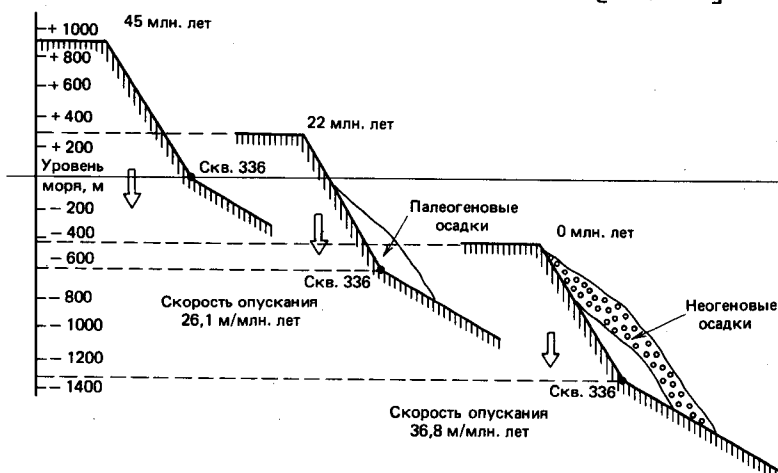 45 млн. лет
+ 1000
+ 800
+ 600
+ 400
+ 200
Уровень
моря, м
– 200
– 400
– 600
– 800
– 1000
– 1200
– 1400
Скв. 336
22 млн. лет
Палеогеновые
осадки
Скв. 336
Скорость опускания
26,1 м/млн. лет
0 млн. лет
Неогеновые
осадки
Скв. 336
Скорость опускания
36,8 м/млн. лет